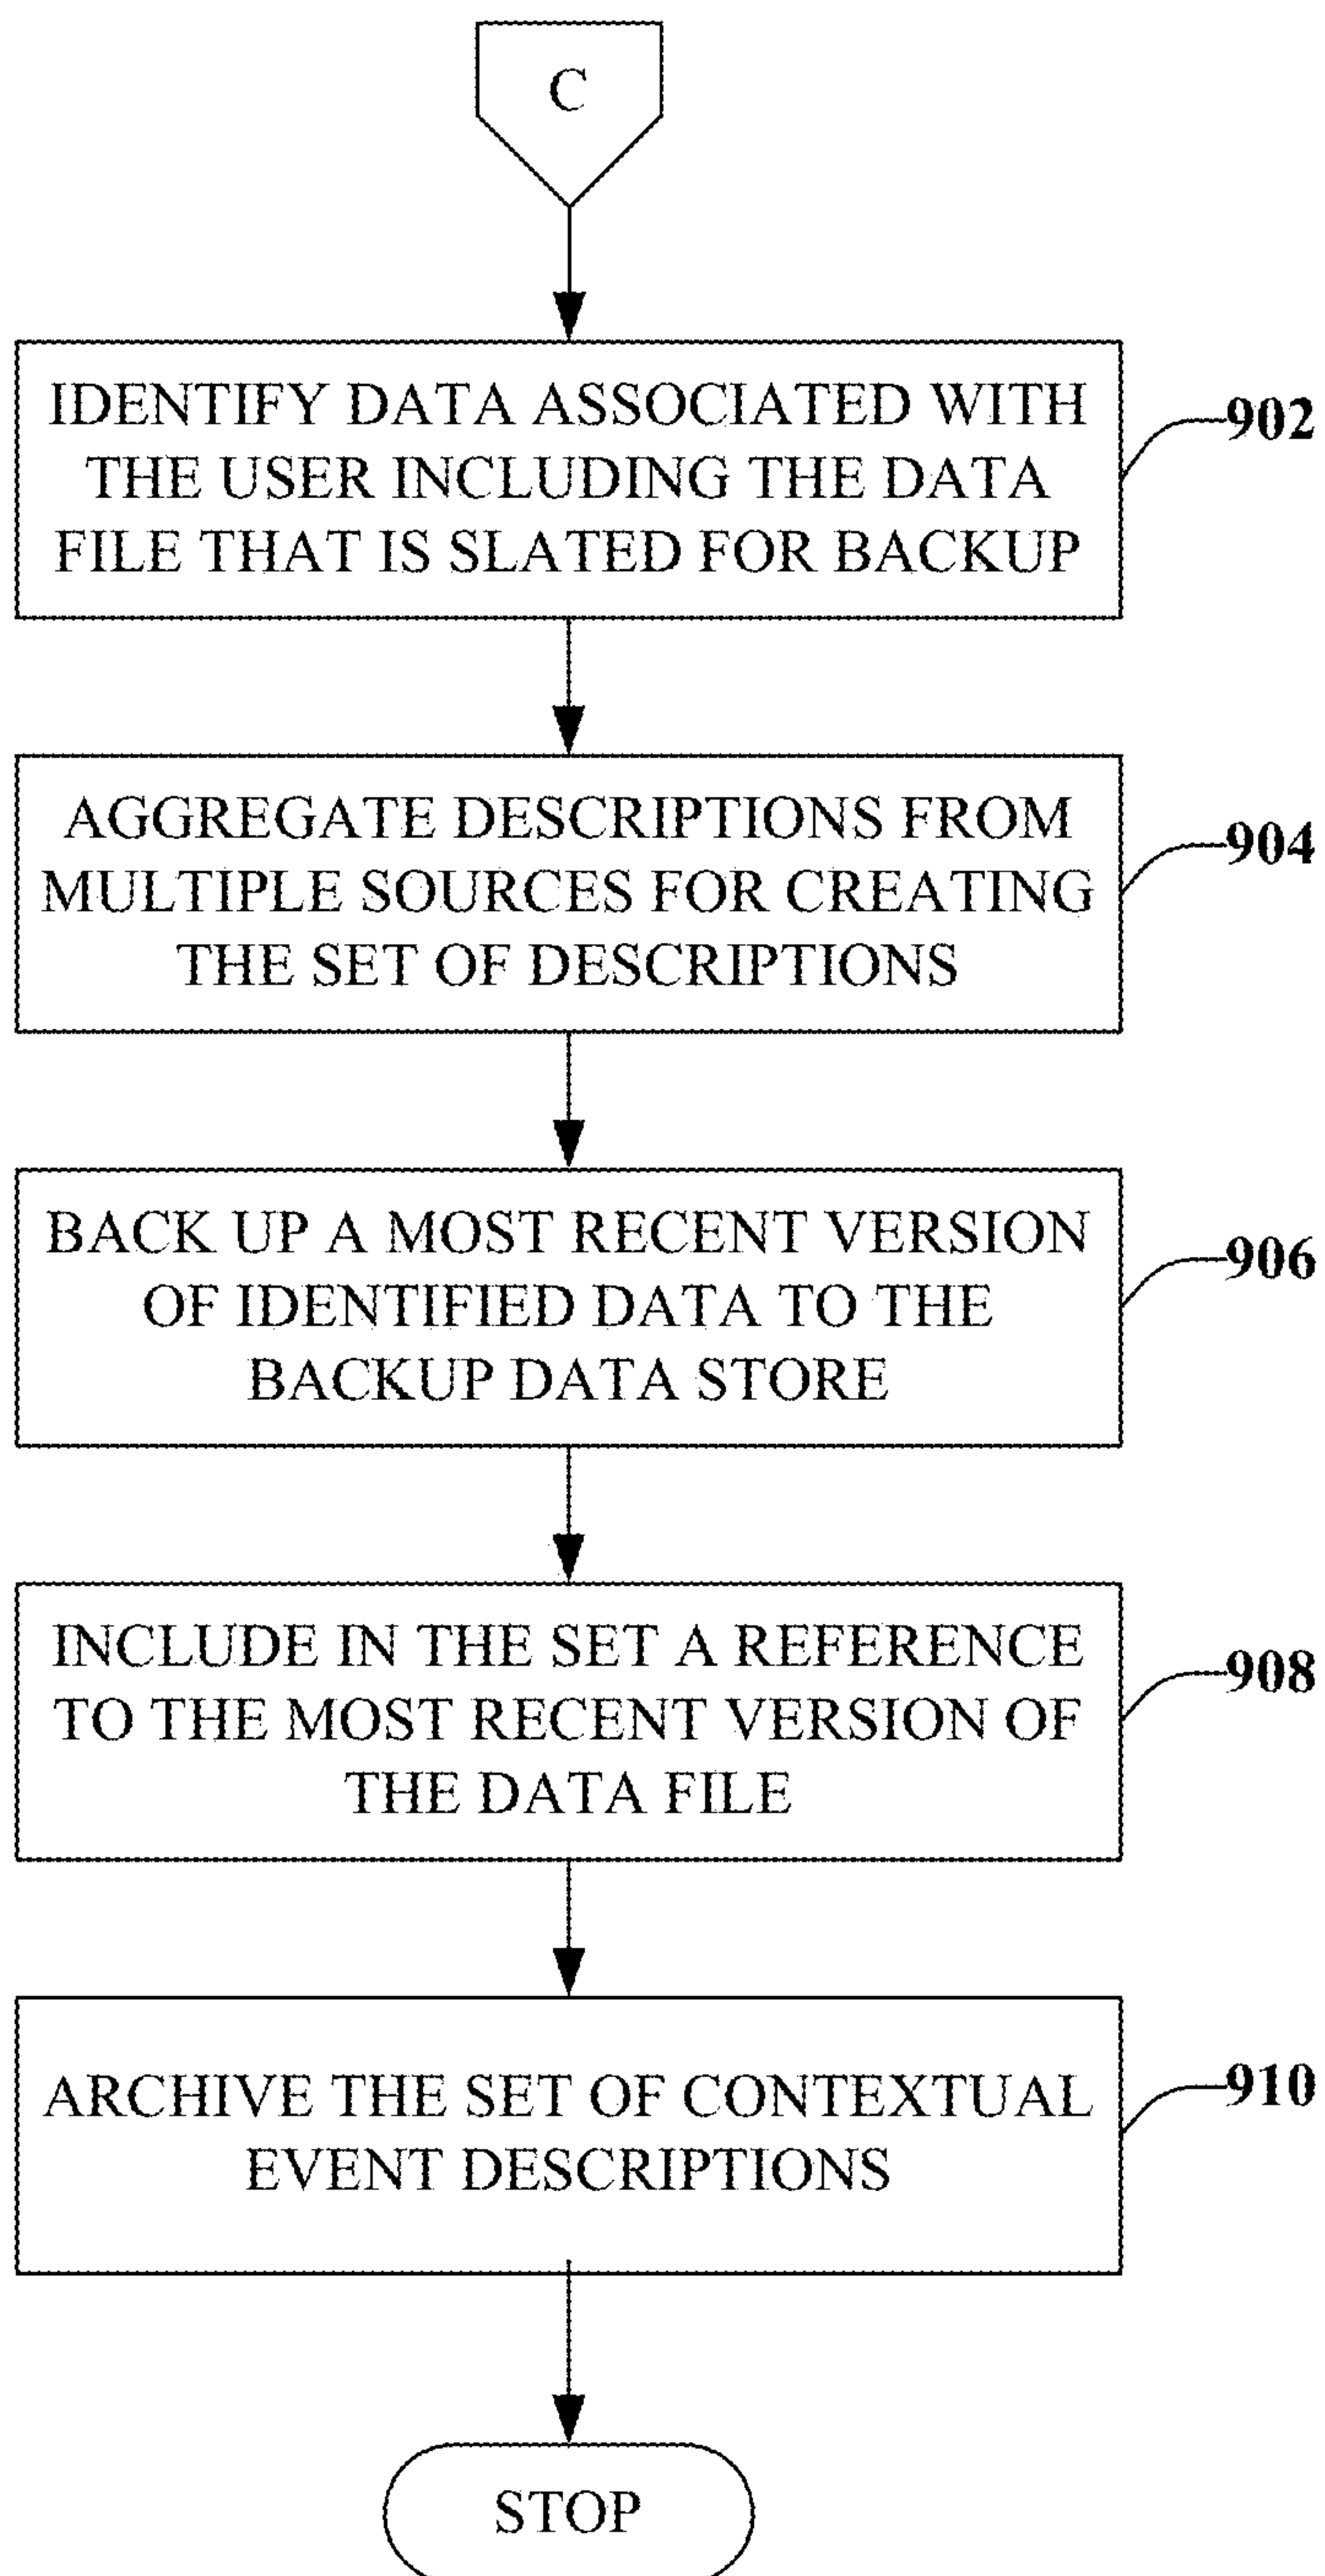 C
IDENTIFY DATA ASSOCIATED WITH
THE USER INCLUDING THE DATA
FILE THAT IS SLATED FOR BACKUP
902
AGGREGATE DESCRIPTIONS FROM
MULTIPLE SOURCES FOR CREATING
THE SET OF DESCRIPTIONS
904
BACK UP A MOST RECENT VERSION
OF IDENTIFIED DATA TO THE
BACKUP DATA STORE
906
INCLUDE IN THE SET A REFERENCE
TO THE MOST RECENT VERSION OF
THE DATA FILE
908
ARCHIVE THE SET OF CONTEXTUAL
EVENT DESCRIPTIONS
910
STOP